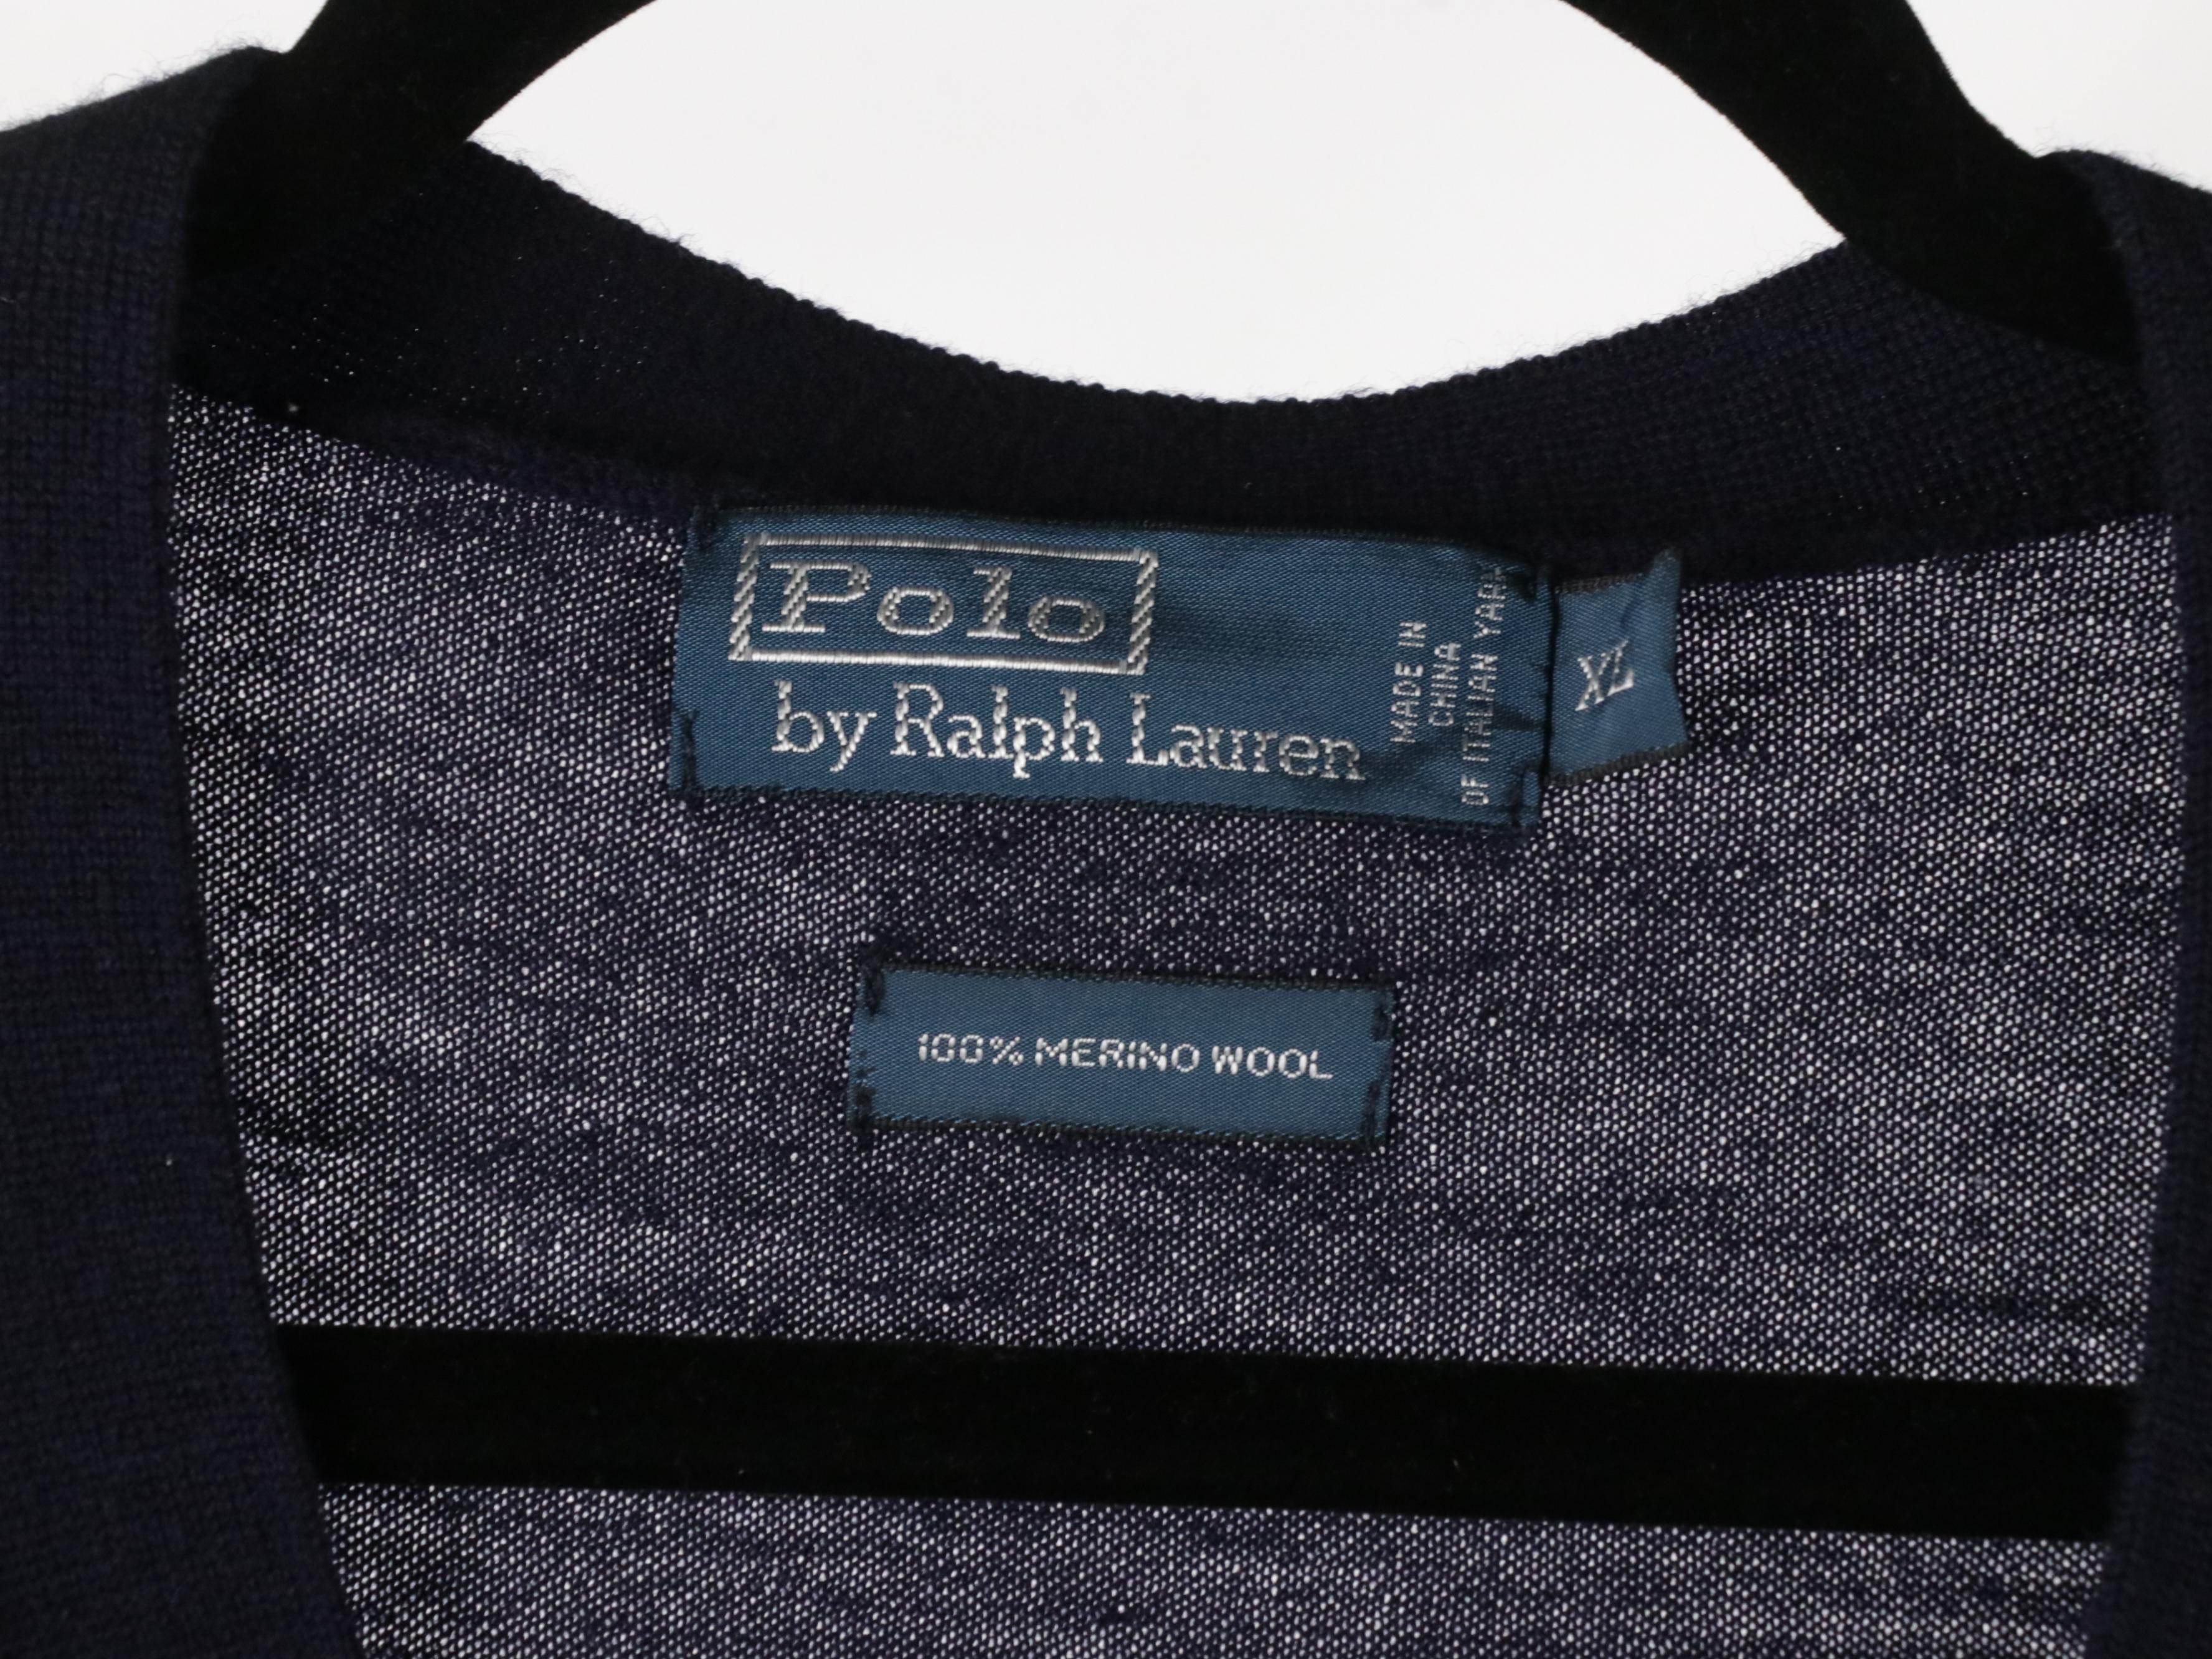 Polo
by Ralph Lauren
MADE IN
CHINA
OF ITALIAN YARN
XL
100% MERINO WOOL